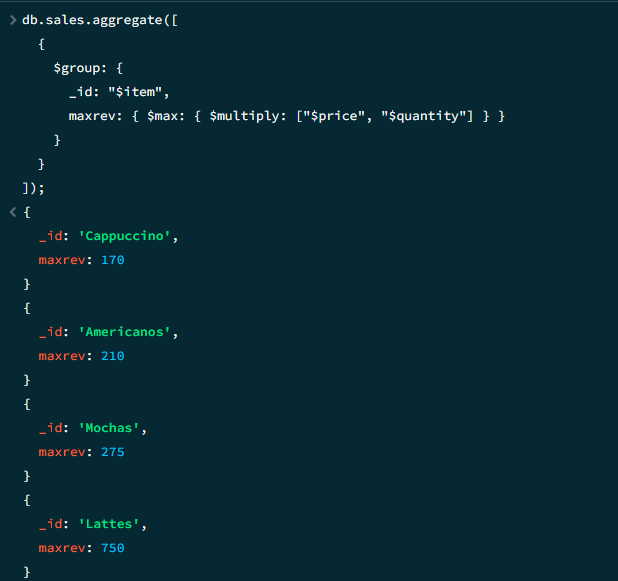 > db.sales.aggregate([
{
$group: {
_id: "$item",
maxrev: { $max: { $multiply: ["$price", "$quantity"] } }
}
}
]);
< {
_id: 'Cappuccino',
maxrev: 170
}
{
_id: 'Americanos',
maxrev: 210
}
{
_id: 'Mochas',
maxrev: 275
}
{
_id: 'Lattes',
maxrev: 750
}